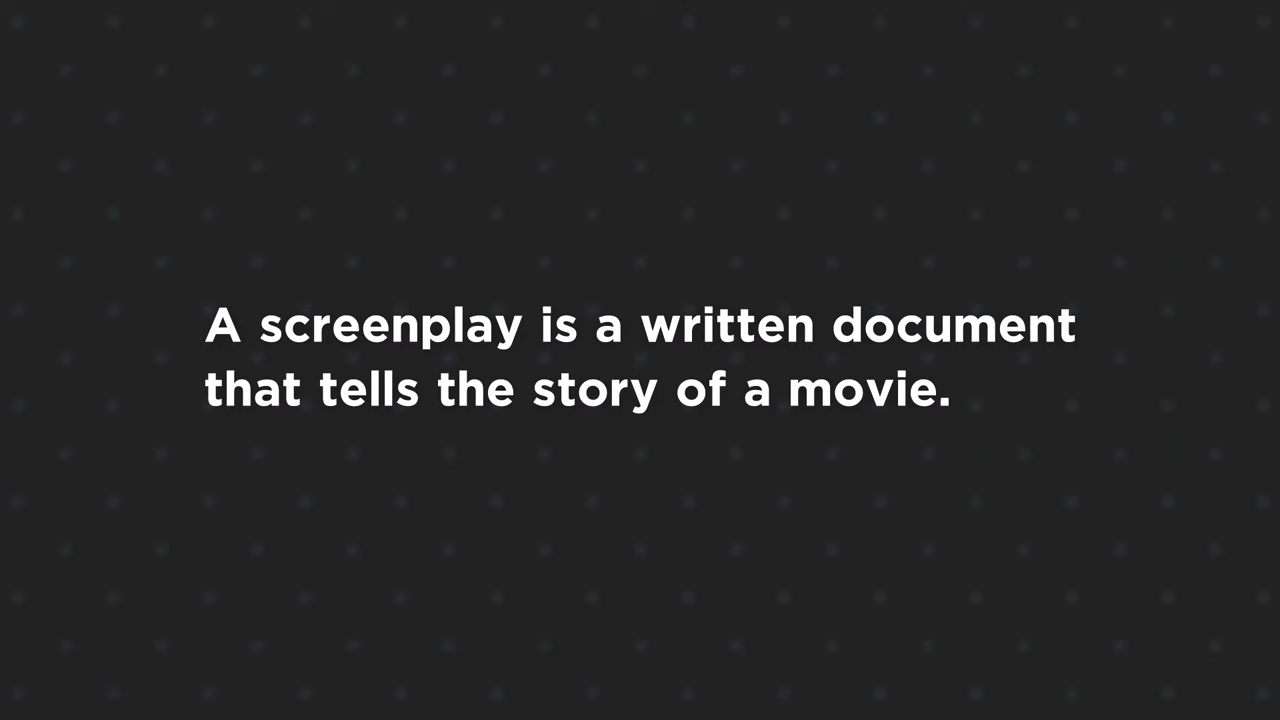 A screenplay is a written document
that tells the story of a movie.